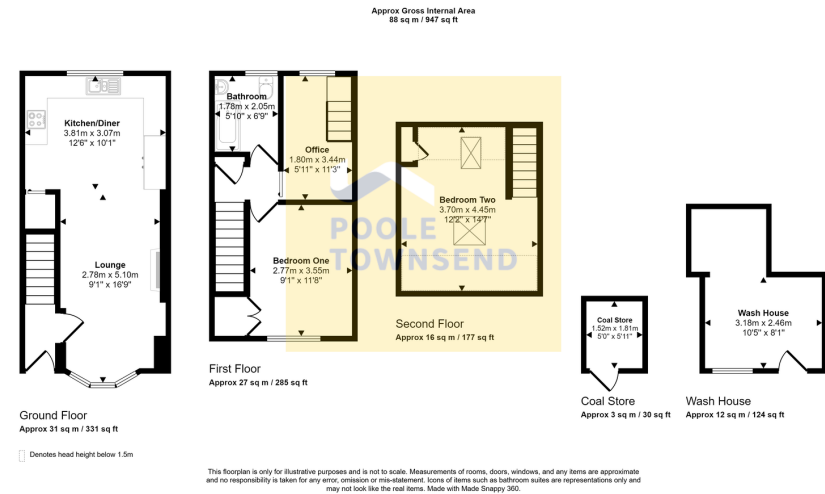 Approx Gross Internal Area
88 sq m / 947 sq ft
Kitchen/Diner
3.81m x 3.07m
12'6" x 10'1"
Lounge
2.78m x 5.10m
9'1" x 16'9"
Ground Floor
Approx 31 sq m / 331 sq ft
Denotes head height below 1.5m
Bathroom
1.78m x 2.05m
5'10" x 6'9"
Office
1.80m x 3.44m
5'11" x 11'3"
Bedroom One
2.77m x 3.55m
9'1" x 11'8"
First Floor
Approx 27 sq m / 285 sq ft
Bedroom Two
3.70m x 4.45m
12'2" x 14'7"
POOLE
TOWNSEND
Second Floor
Approx 16 sq m / 177 sq ft
Coal Store
1.52m x 1.81m
5'0" x 5'11"
Coal Store
Approx 3 sq m / 30 sq ft
Wash House
3.18m x 2.46m
10'5" x 8'1"
Wash House
Approx 12 sq m / 124 sq ft
This floorplan is only for illustrative purposes and is not to scale. Measurements of rooms, doors, windows, and any items are approximate
and no responsibility is taken for any error, omission or mis-statement. Icons of items such as bathroom suites are representations only and
may not look like the real items. Made with Made Snappy 360.